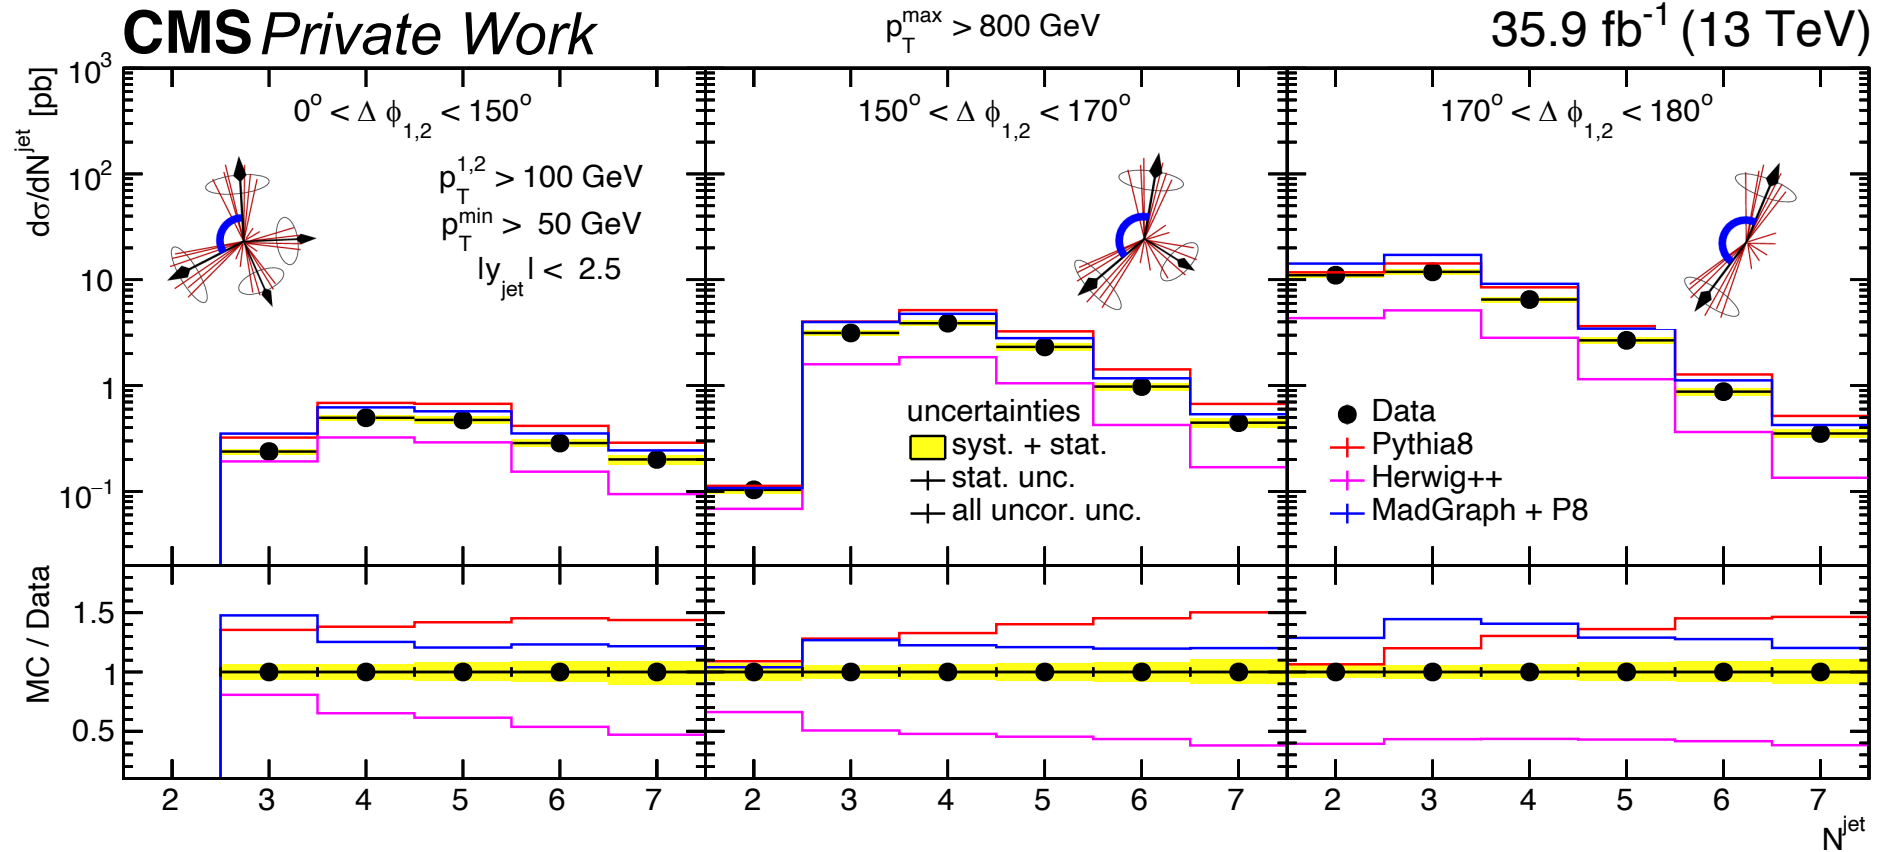 CMS Private Work
p_T^max > 800 GeV
35.9 fb^-1 (13 TeV)
dσ/dN^jet [pb]
10^3
10^2
10
1
10^−1
0° < Δ ϕ_1,2 < 150°
p_T^1,2 > 100 GeV
p_T^min > 50 GeV
|y_jet| < 2.5
150° < Δ ϕ_1,2 < 170°
uncertainties
syst. + stat.
stat. unc.
all uncor. unc.
170° < Δ ϕ_1,2 < 180°
Data
Pythia8
Herwig++
MadGraph + P8
MC / Data
1.5
1
0.5
2 3 4 5 6 7
2 3 4 5 6 7
2 3 4 5 6 7
N^jet